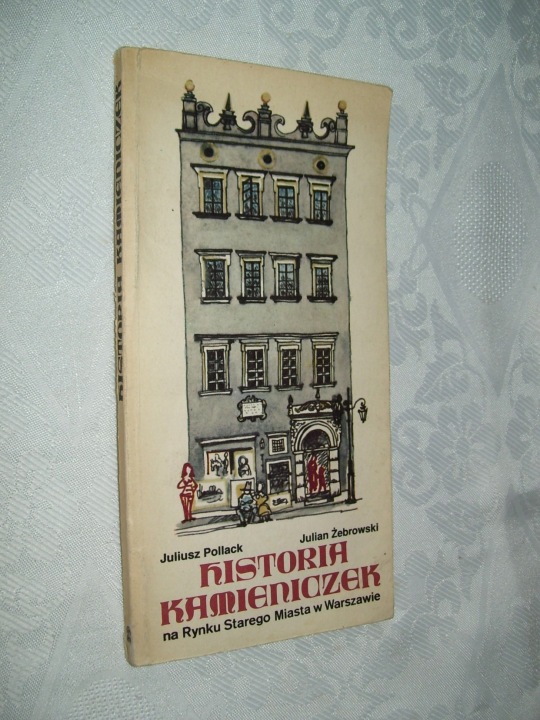 HISTORIA KAMIENICZEK
Juliusz Pollack
Julian Żebrowski
HISTORIA
KAMIENICZEK
na Rynku Starego Miasta w Warszawie